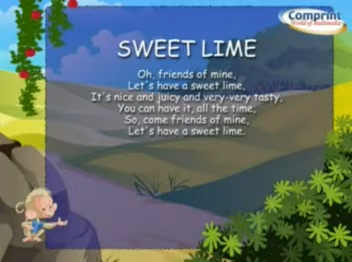 Comprint
World of Multimedia
SWEET LIME
Oh, friends of mine,
Let's have a sweet lime,
It's nice and juicy and very-very tasty,
You can have it, all the time,
So, come friends of mine,
Let's have a sweet lime.